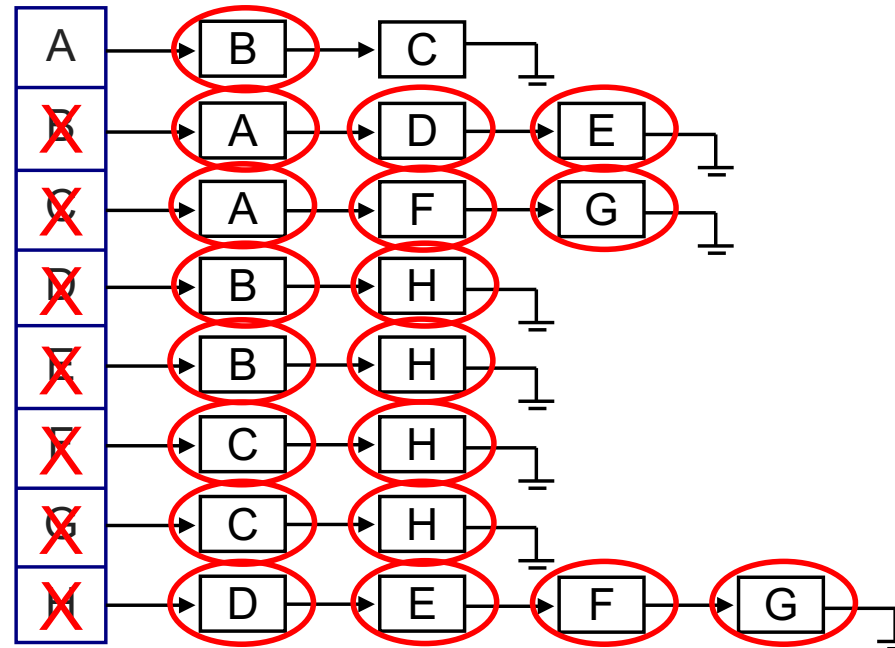 A B C
B A D E
C A F G
D B H
E B H
F C H
G C H
H D E F G